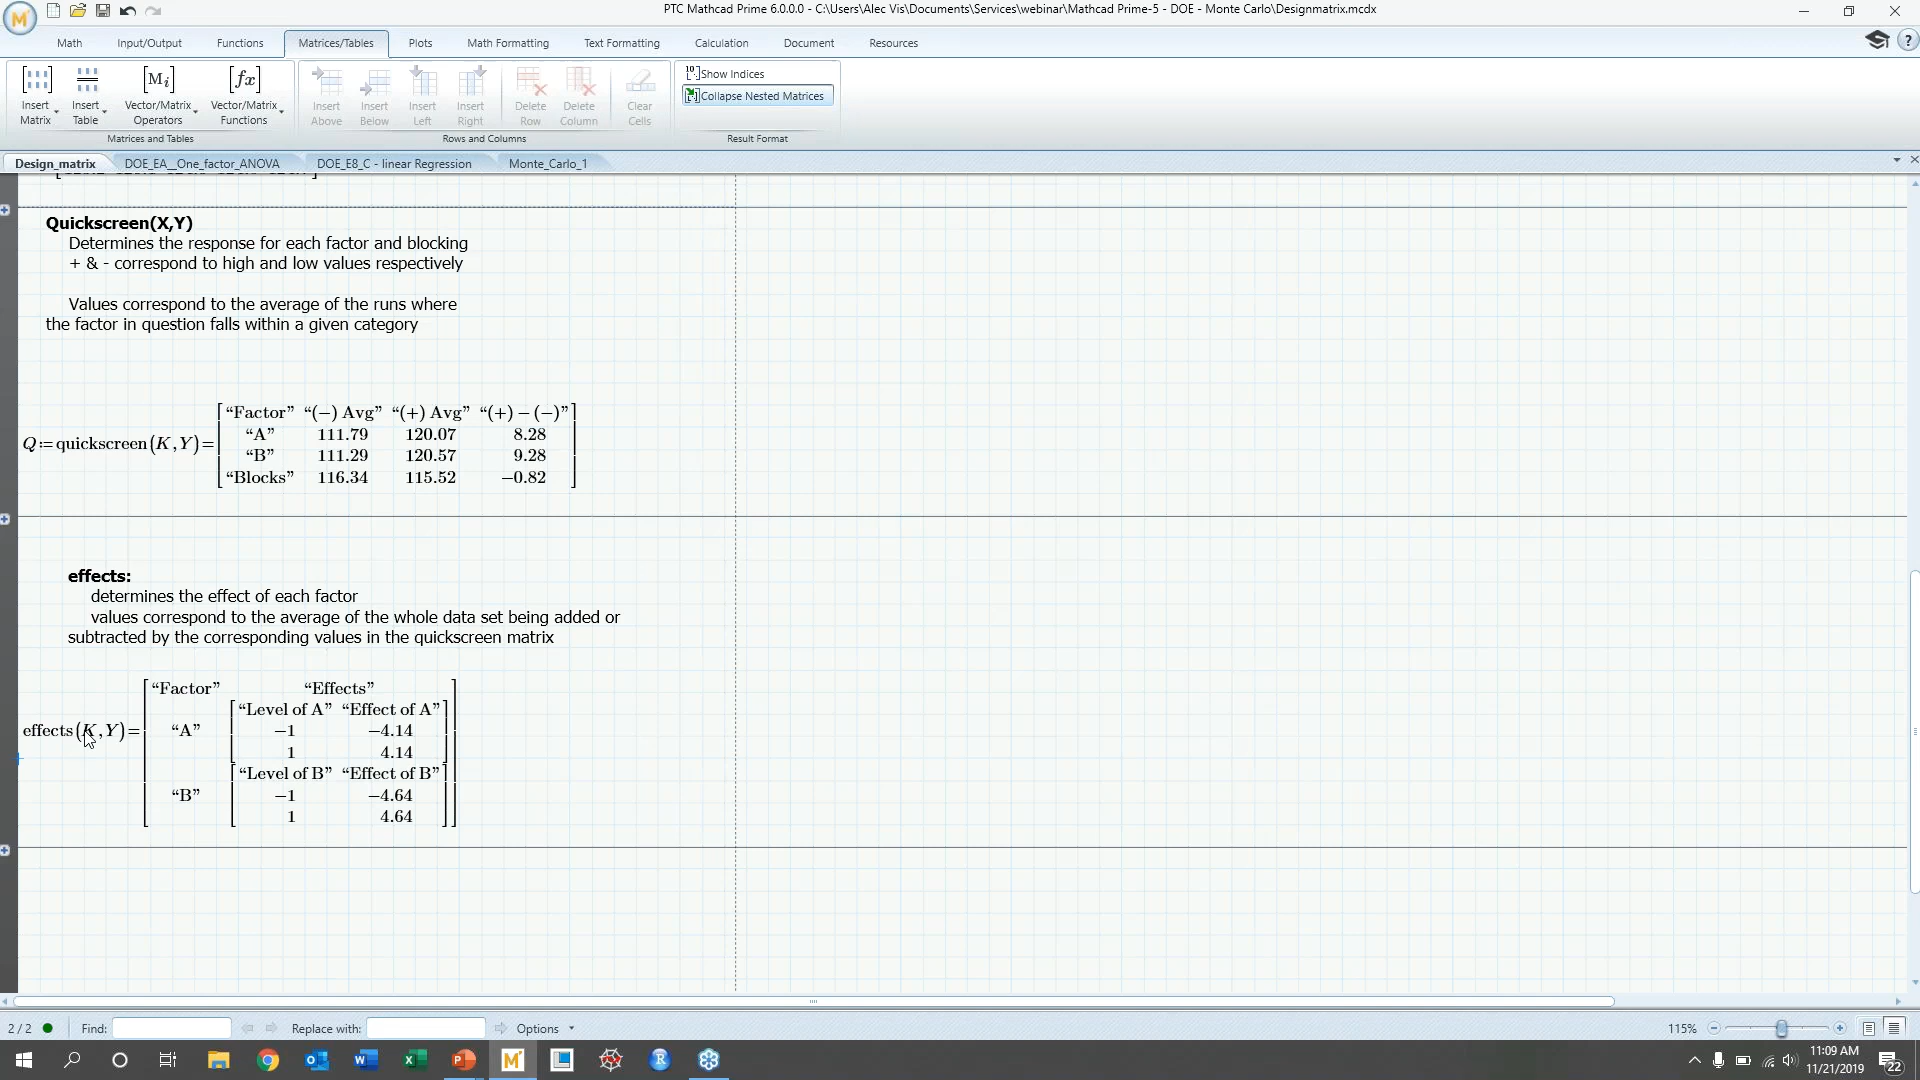 PTC Mathcad Prime 6.0.0.0 - C:\Users\Alec Vis\Documents\Services\webinar\Mathcad Prime-5 - DOE - Monte Carlo\Designmatrix.mcdx
Math Input/Output Functions Matrices/Tables Plots Math Formatting Text Formatting Calculation Document Resources
Insert Matrix
Insert Table
Vector/Matrix Operators
Vector/Matrix Functions
Insert Above
Insert Below
Insert Left
Insert Right
Delete Row
Delete Column
Clear Cells
Show Indices
Collapse Nested Matrices
Matrices and Tables Rows and Columns Result Format
Design_matrix DOE_EA__One_factor_ANOVA DOE_E8_C - linear Regression Monte_Carlo_1
Quickscreen(X,Y)
Determines the response for each factor and blocking
+ & - correspond to high and low values respectively
Values correspond to the average of the runs where
the factor in question falls within a given category
“Factor” “(−) Avg” “(+) Avg” “(+) − (−)”
“A” 111.79 120.07 8.28
Q:=quickscreen(K,Y)=
“B” 111.29 120.57 9.28
“Blocks” 116.34 115.52 −0.82
effects:
determines the effect of each factor
values correspond to the average of the whole data set being added or
subtracted by the corresponding values in the quickscreen matrix
“Factor” “Effects”
“Level of A” “Effect of A”
effects(K,Y)= “A” −1 −4.14
1 4.14
“Level of B” “Effect of B”
“B” −1 −4.64
1 4.64
2 / 2 Find: Replace with: Options 115%
11:09 AM
11/21/2019
22